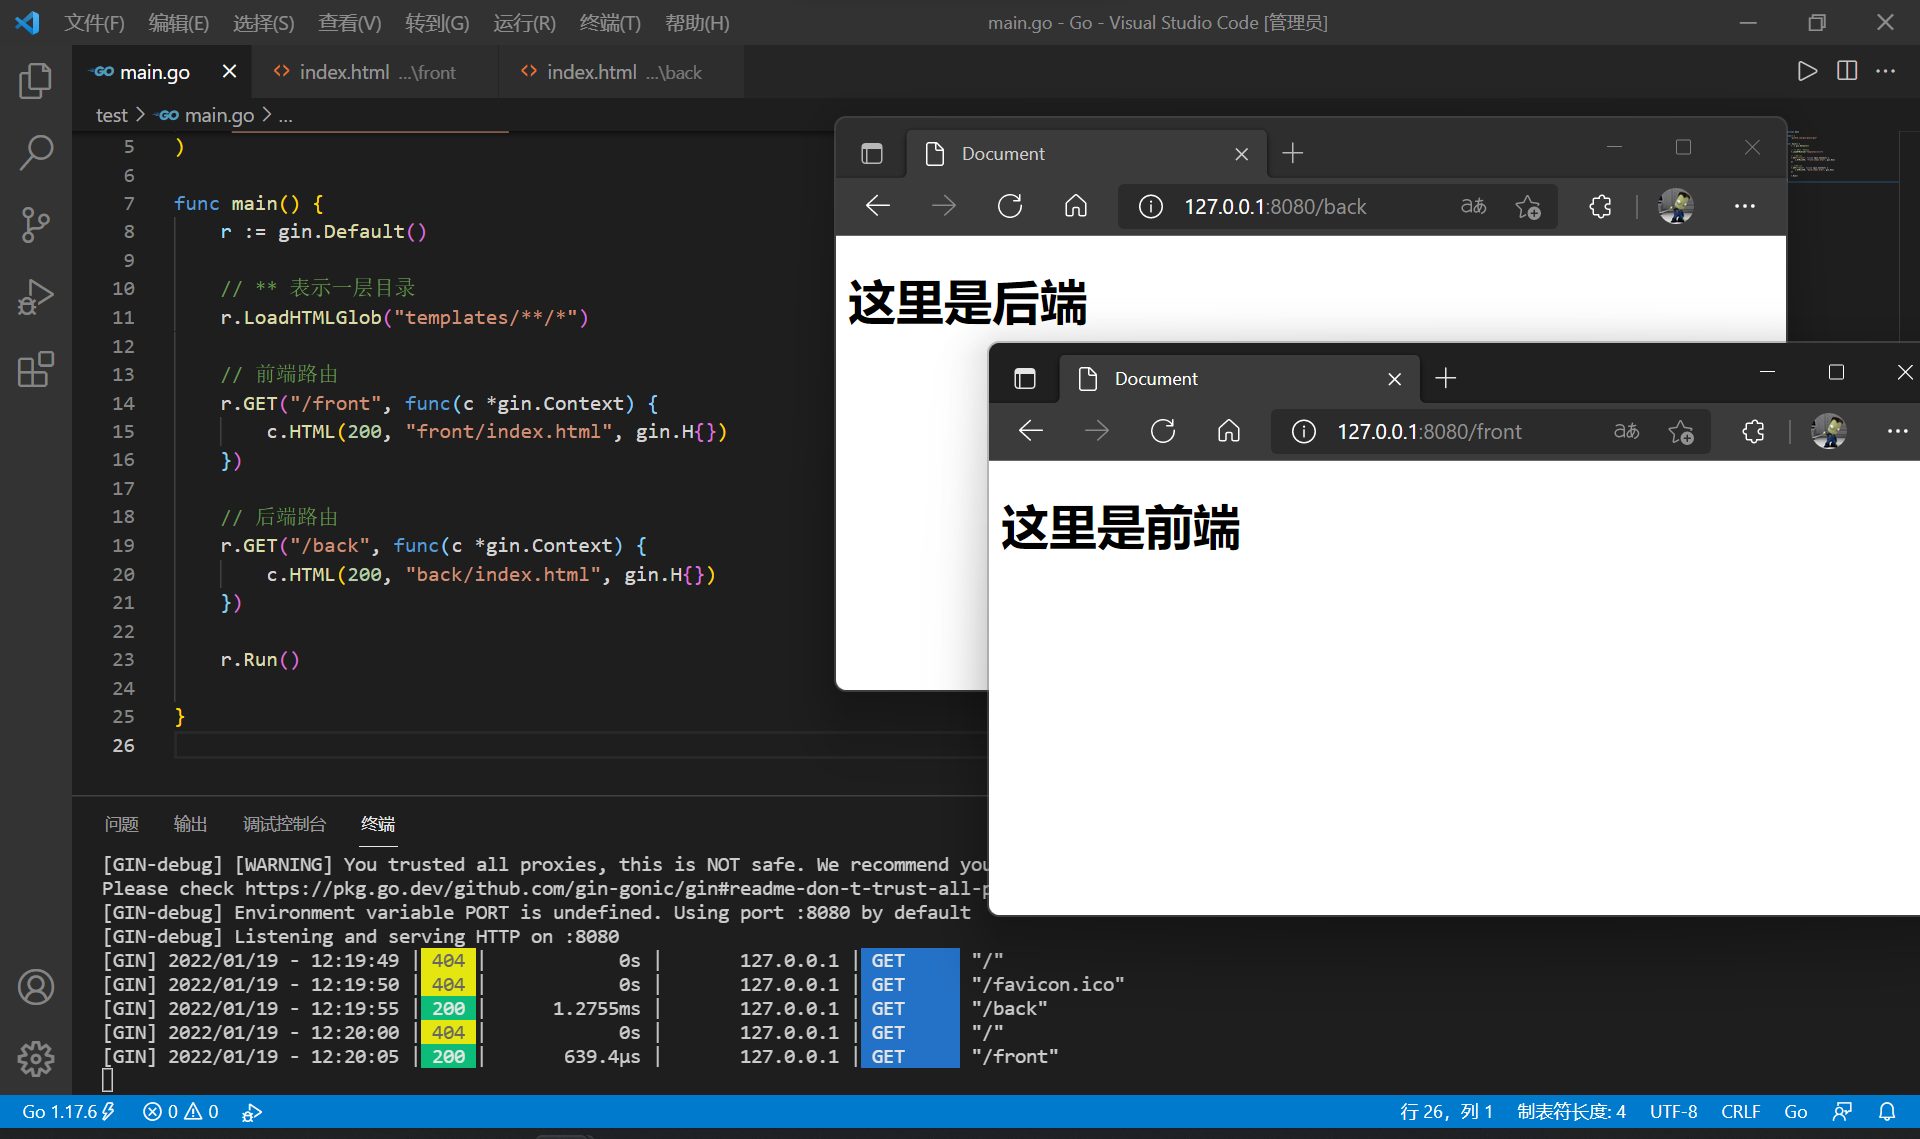 文件(F) 编辑(E) 选择(S) 查看(V) 转到(G) 运行(R) 终端(T) 帮助(H) main.go - Go - Visual Studio Code [管理员]
GO main.go index.html ...\front index.html ...\back
test > GO main.go > ...
5 )
6
7 func main() {
8 r := gin.Default()
9
10 // ** 表示一层目录
11 r.LoadHTMLGlob("templates/**/*")
12
13 // 前端路由
14 r.GET("/front", func(c *gin.Context) {
15 c.HTML(200, "front/index.html", gin.H{})
16 })
17
18 // 后端路由
19 r.GET("/back", func(c *gin.Context) {
20 c.HTML(200, "back/index.html", gin.H{})
21 })
22
23 r.Run()
24
25 }
26
Document
127.0.0.1:8080/back aあ
这里是后端
Document
127.0.0.1:8080/front aあ
这里是前端
问题 输出 调试控制台 终端
[GIN-debug] [WARNING] You trusted all proxies, this is NOT safe. We recommend you
Please check https://pkg.go.dev/github.com/gin-gonic/gin#readme-don-t-trust-all-p
[GIN-debug] Environment variable PORT is undefined. Using port :8080 by default
[GIN-debug] Listening and serving HTTP on :8080
[GIN] 2022/01/19 - 12:19:49 | 404 | 0s | 127.0.0.1 | GET "/"
[GIN] 2022/01/19 - 12:19:50 | 404 | 0s | 127.0.0.1 | GET "/favicon.ico"
[GIN] 2022/01/19 - 12:19:55 | 200 | 1.2755ms | 127.0.0.1 | GET "/back"
[GIN] 2022/01/19 - 12:20:00 | 404 | 0s | 127.0.0.1 | GET "/"
[GIN] 2022/01/19 - 12:20:05 | 200 | 639.4µs | 127.0.0.1 | GET "/front"
Go 1.17.6 0 0 行 26，列 1 制表符长度: 4 UTF-8 CRLF Go